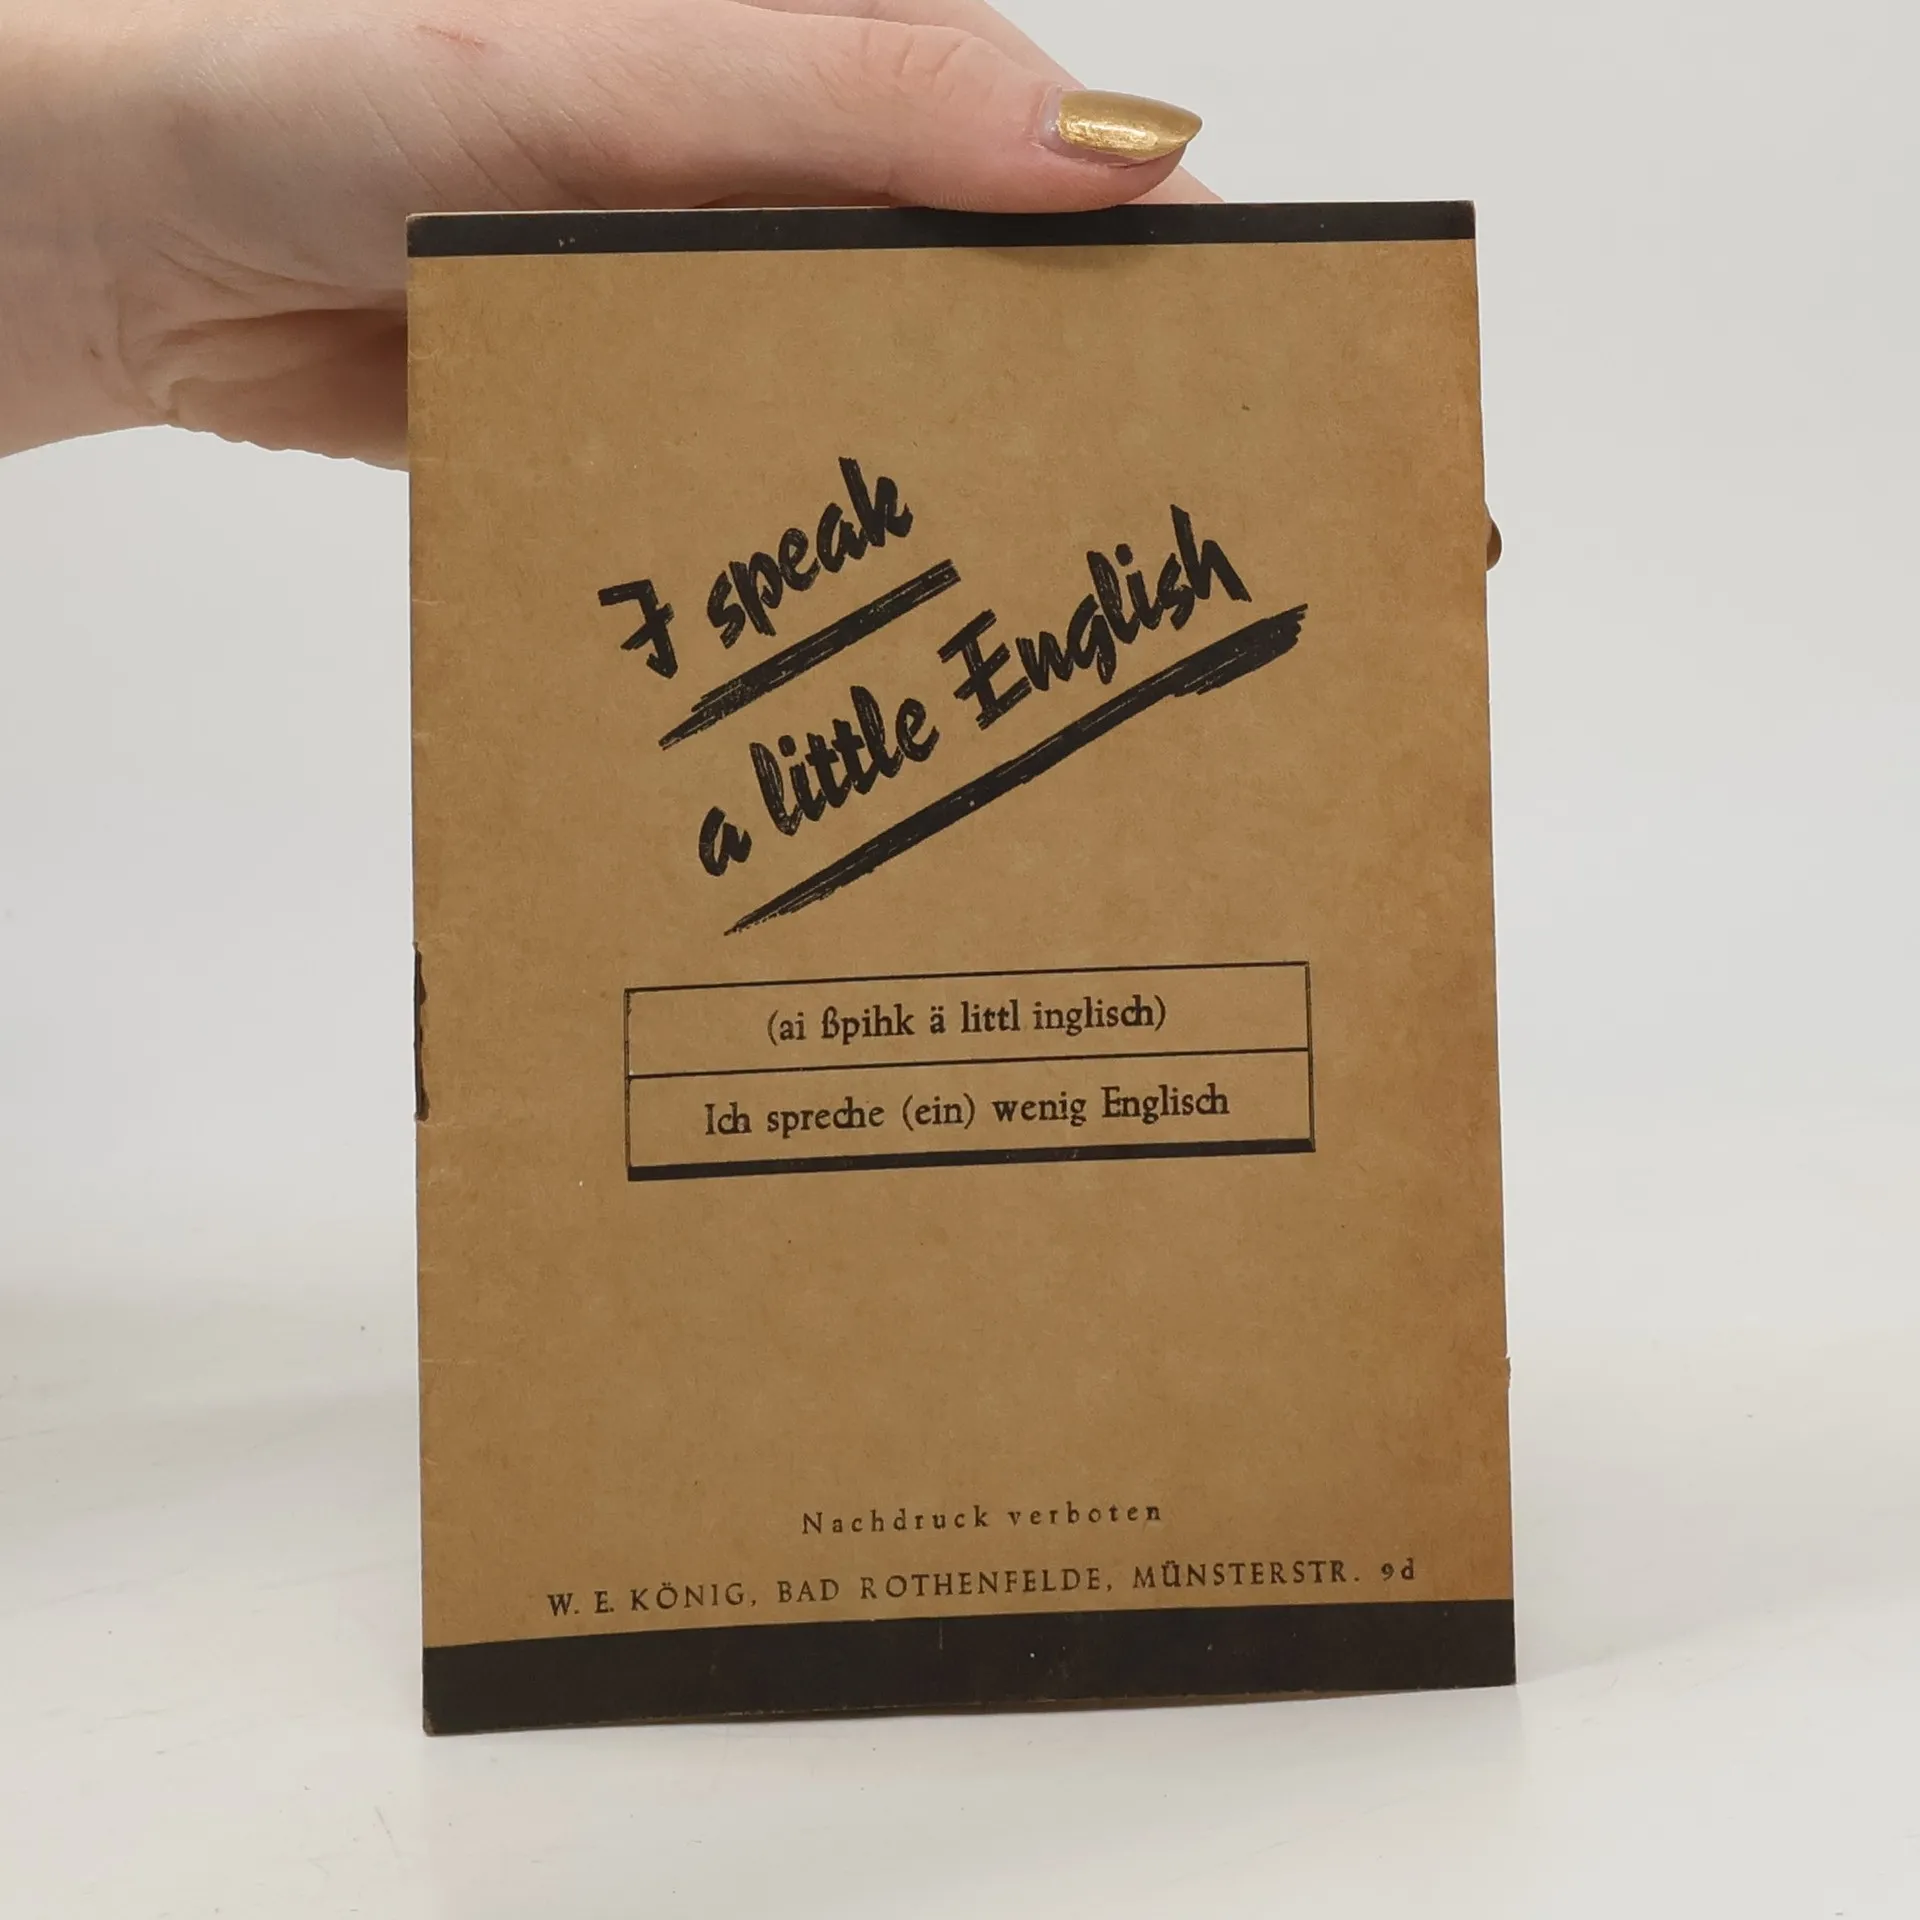 I speak
a little English
(ai ßpihk ä littl inglisch)
Ich spreche (ein) wenig Englisch
Nachdruck verboten
W. E. KÖNIG, BAD ROTHENFELDE, MÜNSTERSTR. 9d